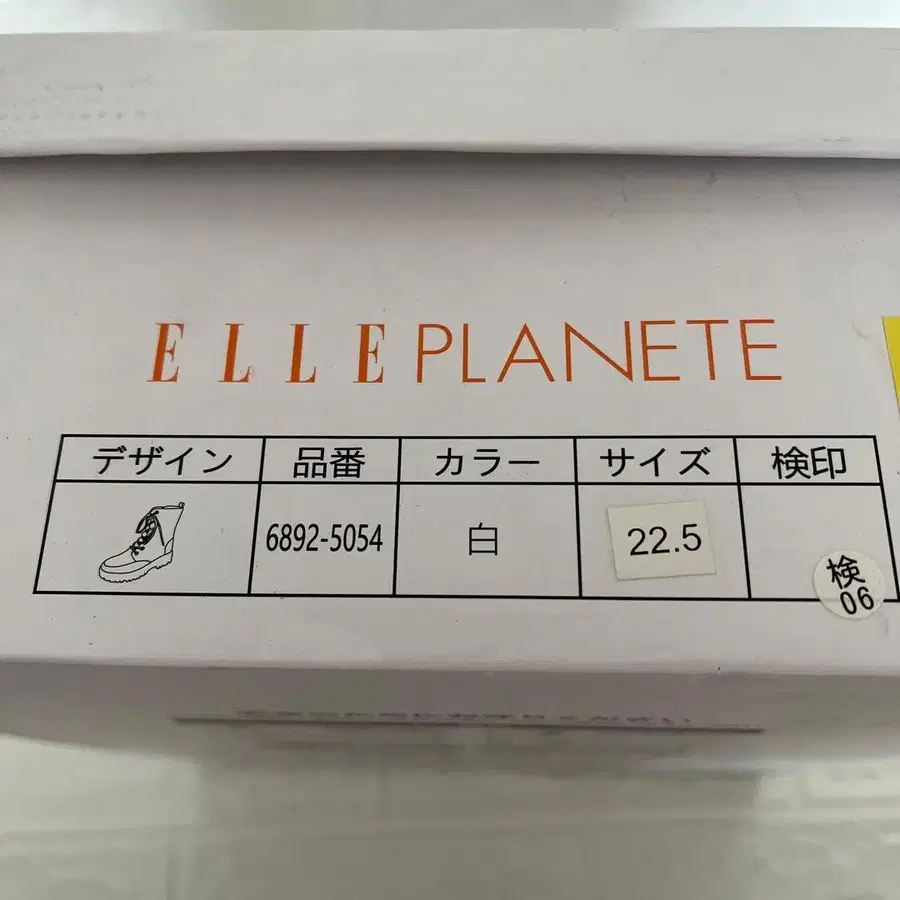 ELLE PLANETE
デザイン 品番 カラー サイズ 検印
6892-5054 白 22.5
検
06